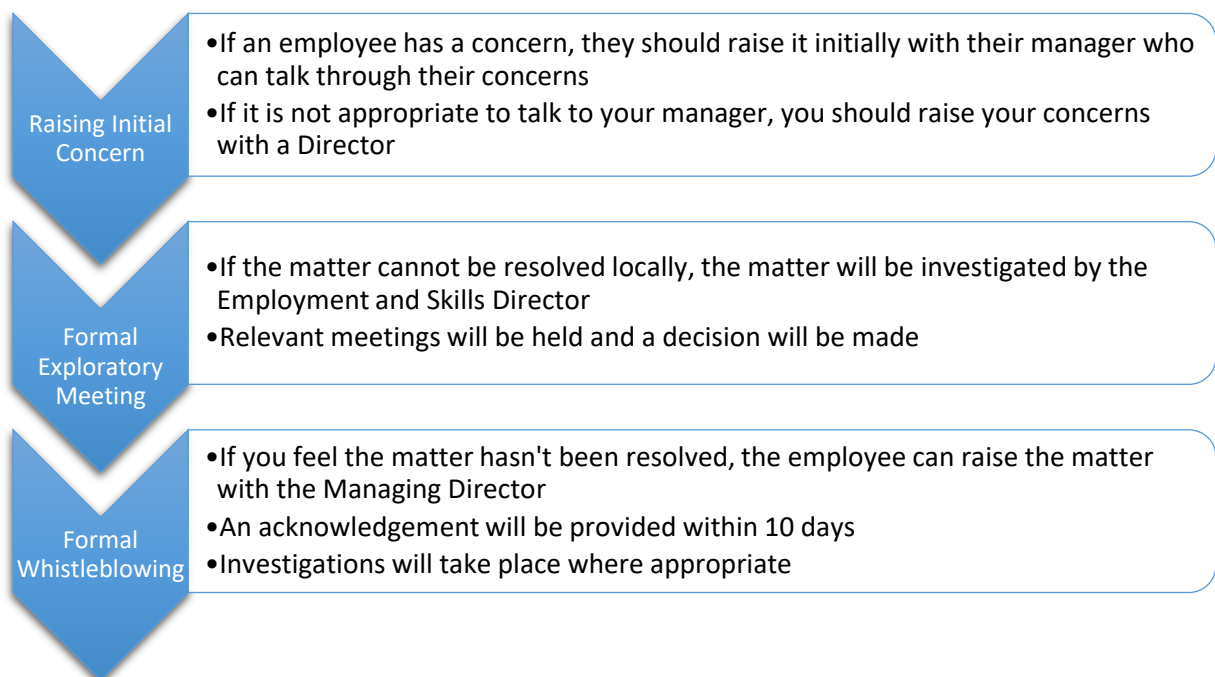 Raising Initial
Concern
•If an employee has a concern, they should raise it initially with their manager who
can talk through their concerns
•If it is not appropriate to talk to your manager, you should raise your concerns
with a Director
Formal
Exploratory
Meeting
•If the matter cannot be resolved locally, the matter will be investigated by the
Employment and Skills Director
•Relevant meetings will be held and a decision will be made
Formal
Whistleblowing
•If you feel the matter hasn't been resolved, the employee can raise the matter
with the Managing Director
•An acknowledgement will be provided within 10 days
•Investigations will take place where appropriate